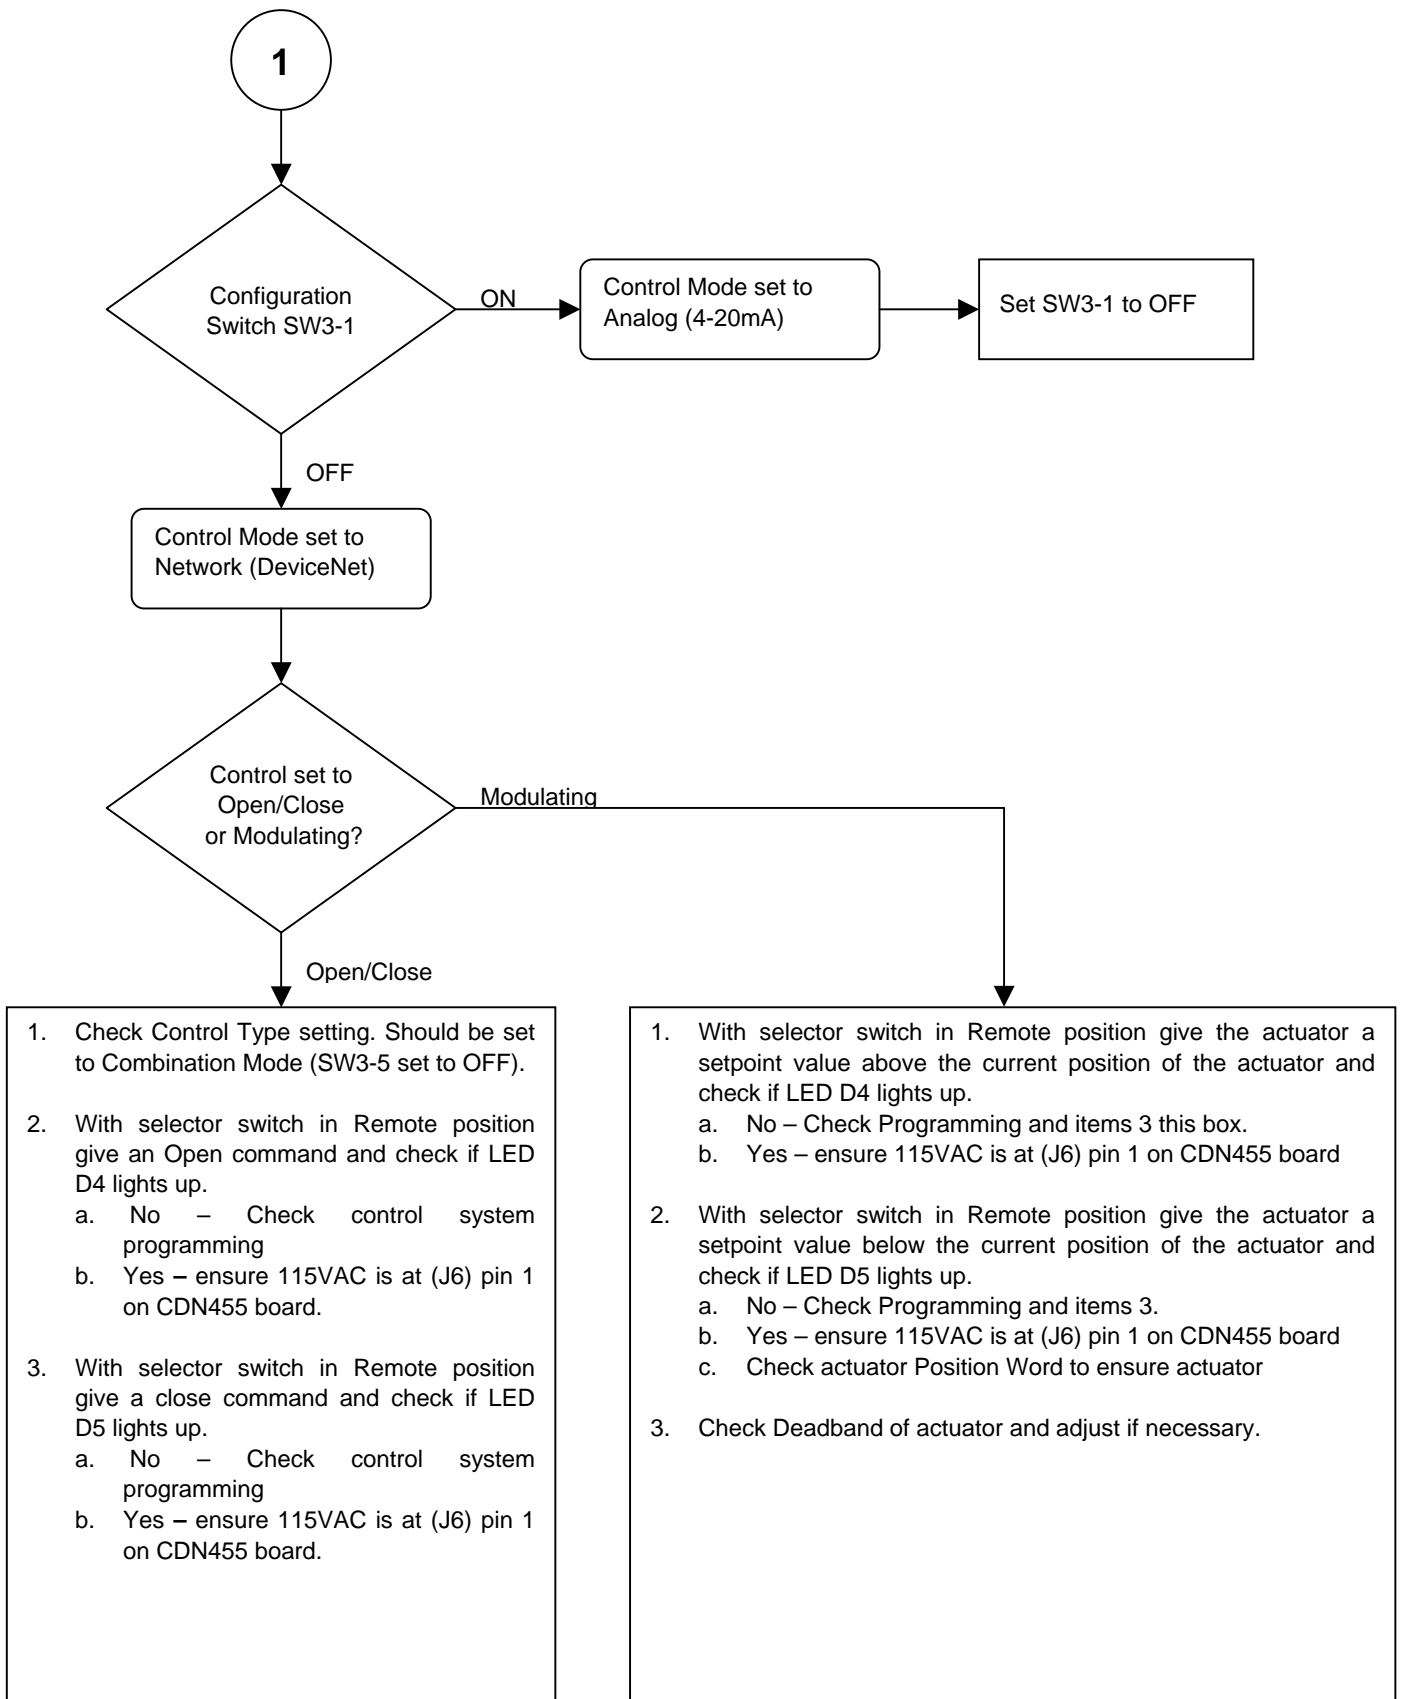 1
Configuration
Switch SW3-1
ON
Control Mode set to
Analog (4-20mA)
Set SW3-1 to OFF
OFF
Control Mode set to
Network (DeviceNet)
Control set to
Open/Close
or Modulating?
Modulating
Open/Close
1. Check Control Type setting. Should be set
to Combination Mode (SW3-5 set to OFF).
2. With selector switch in Remote position
give an Open command and check if LED
D4 lights up.
a. No – Check control system
programming
b. Yes – ensure 115VAC is at (J6) pin 1
on CDN455 board.
3. With selector switch in Remote position
give a close command and check if LED
D5 lights up.
a. No – Check control system
programming
b. Yes – ensure 115VAC is at (J6) pin 1
on CDN455 board.
1. With selector switch in Remote position give the actuator a
setpoint value above the current position of the actuator and
check if LED D4 lights up.
a. No – Check Programming and items 3 this box.
b. Yes – ensure 115VAC is at (J6) pin 1 on CDN455 board
2. With selector switch in Remote position give the actuator a
setpoint value below the current position of the actuator and
check if LED D5 lights up.
a. No – Check Programming and items 3.
b. Yes – ensure 115VAC is at (J6) pin 1 on CDN455 board
c. Check actuator Position Word to ensure actuator
3. Check Deadband of actuator and adjust if necessary.